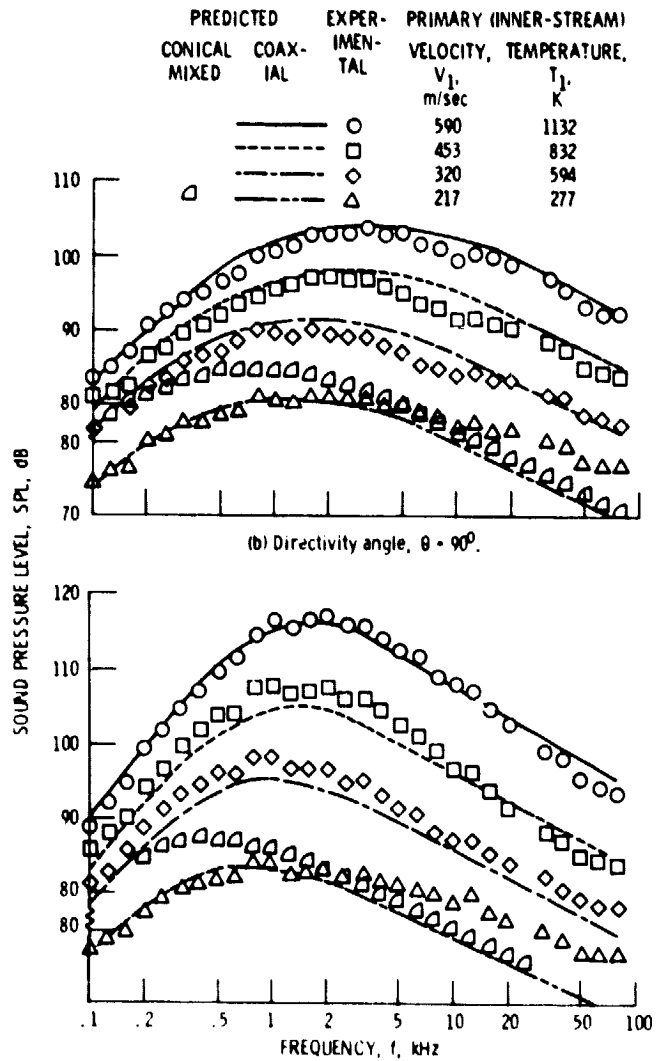 PREDICTED EXPER- PRIMARY (INNER-STREAM)
CONICAL COAX- IMEN- VELOCITY, TEMPERATURE,
MIXED IAL TAL V1, T1,
m/sec K
590 1132
453 832
320 594
217 277
110
100
90
80
80
70
(b) Directivity angle, θ = 90°.
SOUND PRESSURE LEVEL, SPL, dB
120
110
100
90
80
80
.1 .2 .5 1 2 5 10 20 50 100
FREQUENCY, f, kHz